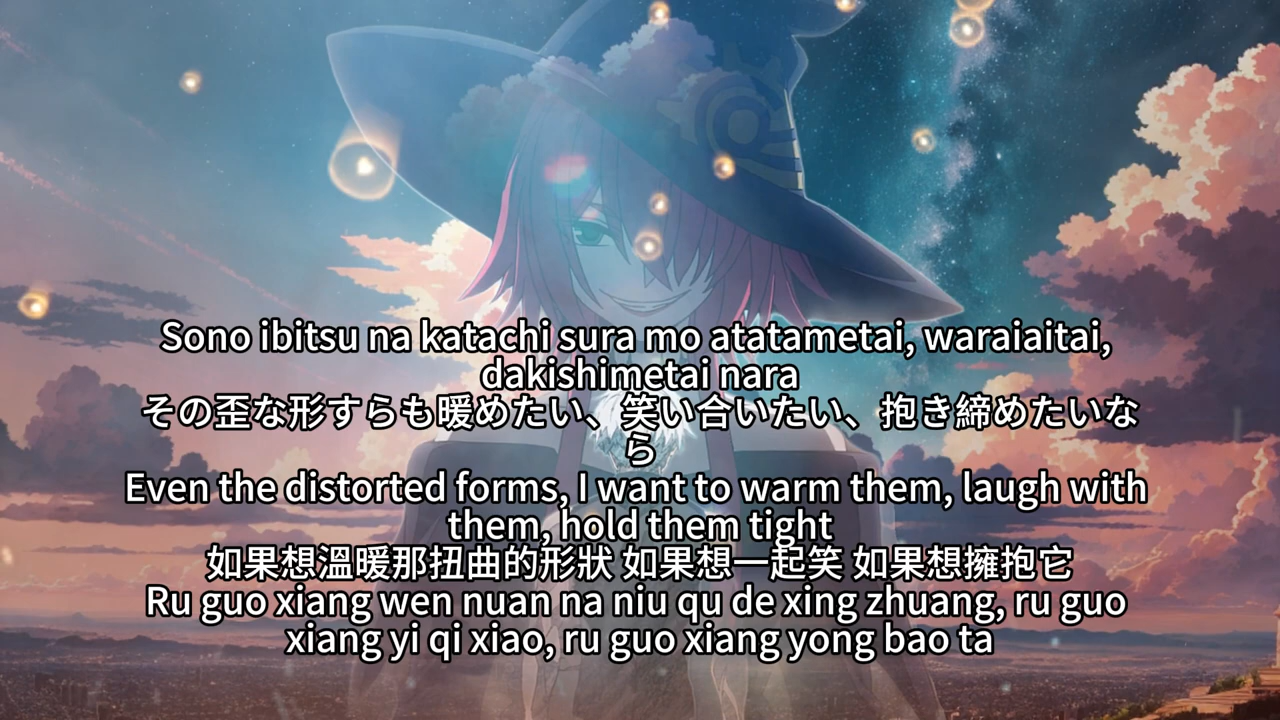 Sono ibitsu na katachi sura mo atatametai, waraiaitai,
dakishimetai nara
その歪な形すらも暖めたい、笑い合いたい、抱き締めたいな
ら
Even the distorted forms, I want to warm them, laugh with
them, hold them tight
如果想溫暖那扭曲的形狀 如果想一起笑 如果想擁抱它
Ru guo xiang wen nuan na niu qu de xing zhuang, ru guo
xiang yi qi xiao, ru guo xiang yong bao ta